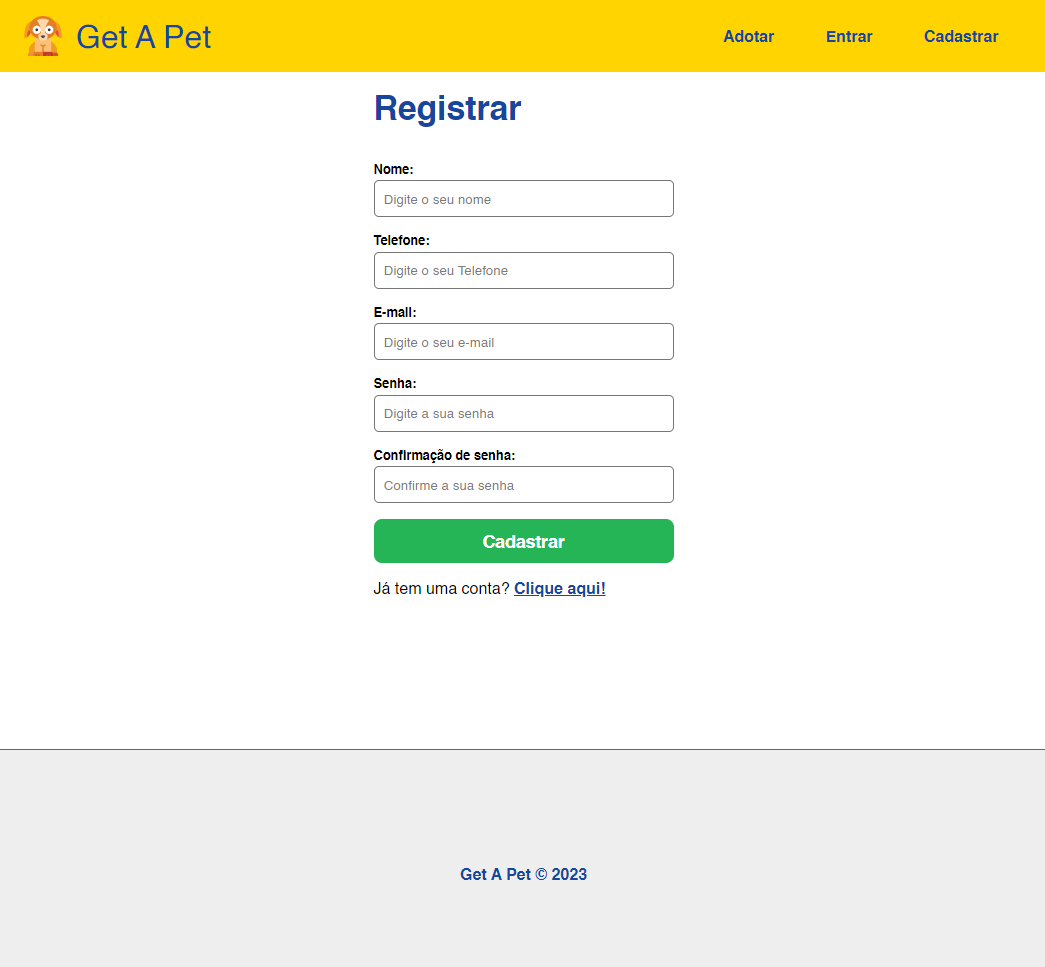 Get A Pet
Adotar
Entrar
Cadastrar
Registrar
Nome:
Digite o seu nome
Telefone:
Digite o seu Telefone
E-mail:
Digite o seu e-mail
Senha:
Digite a sua senha
Confirmação de senha:
Confirme a sua senha
Cadastrar
Já tem uma conta? Clique aqui!
Get A Pet © 2023